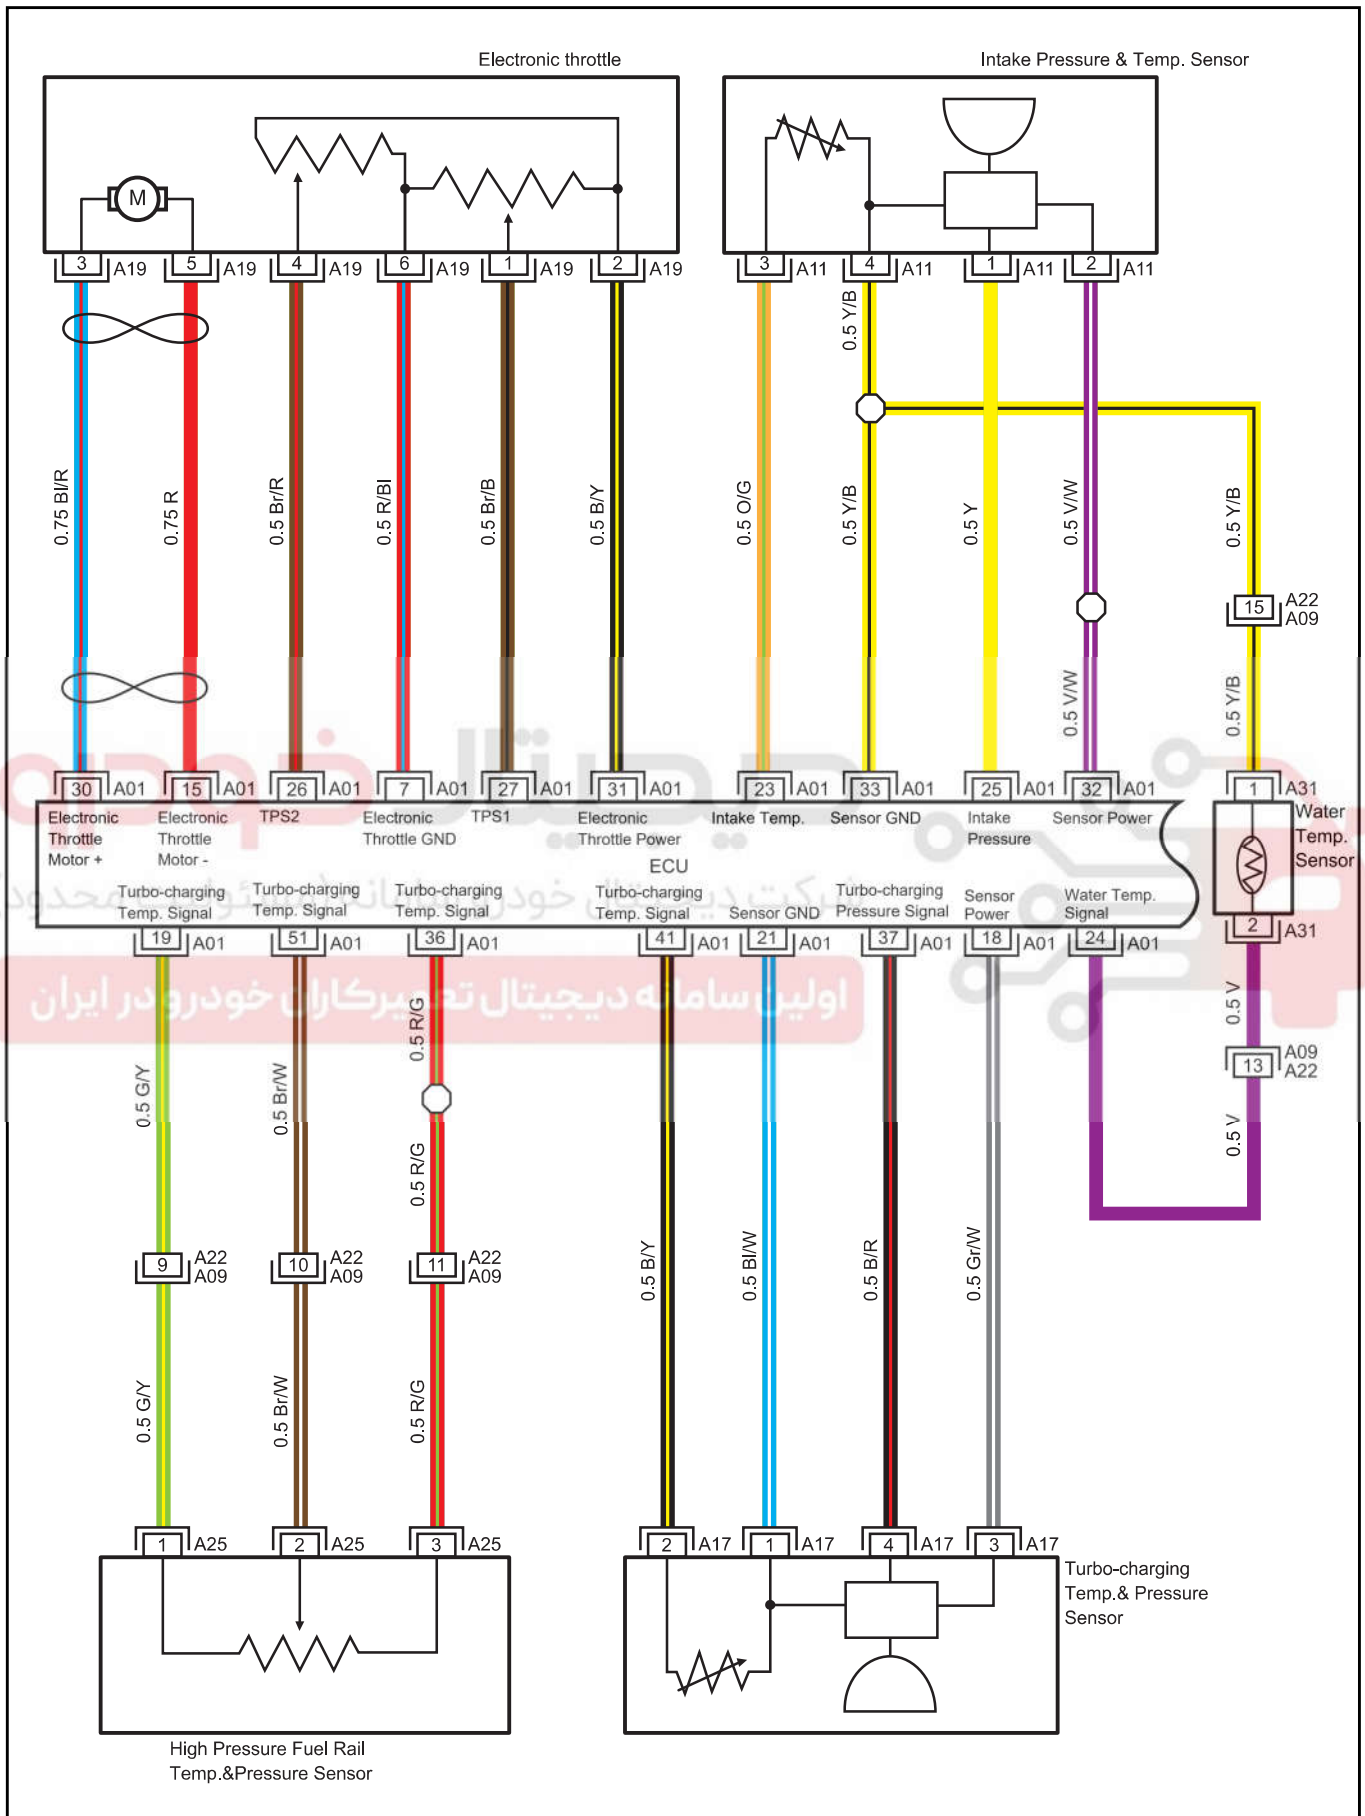 Electronic throttle
Intake Pressure & Temp. Sensor
M
3 A19 5 A19 4 A19 6 A19 1 A19 2 A19
3 A11 4 A11 1 A11 2 A11
0.5 Y/B
0.75 Bl/R
0.75 R
0.5 Br/R
0.5 R/Bl
0.5 Br/B
0.5 B/Y
0.5 O/G
0.5 Y/B
0.5 Y
0.5 V/W
0.5 Y/B
15 A22
A09
0.5 V/W
0.5 Y/B
دیجیتال خودرو
30 A01 15 A01 26 A01 7 A01 27 A01 31 A01 23 A01 33 A01 25 A01 32 A01 1 A31
Electronic
Throttle
Motor +
Electronic
Throttle
Motor -
TPS2
Electronic
Throttle GND
TPS1
Electronic
Throttle Power
Intake Temp.
Sensor GND
Intake
Pressure
Sensor Power
Water
Temp.
Sensor
ECU
شرکت دیجیتال خودرو سامانه (مسئولیت محدود)
Turbo-charging
Temp. Signal
Turbo-charging
Temp. Signal
Turbo-charging
Temp. Signal
Turbo-charging
Temp. Signal
Sensor GND
Turbo-charging
Pressure Signal
Sensor
Power
Water Temp.
Signal
19 A01 51 A01 36 A01 41 A01 21 A01 37 A01 18 A01 24 A01 2 A31
اولین سامانه دیجیتال تعمیرکاران خودرو در ایران
0.5 R/G
0.5 V
13 A09
A22
0.5 G/Y
0.5 Br/W
0.5 R/G
0.5 V
9 A22
A09
10 A22
A09
11 A22
A09
0.5 B/Y
0.5 Bl/W
0.5 B/R
0.5 Gr/W
0.5 G/Y
0.5 Br/W
0.5 R/G
1 A25 2 A25 3 A25
2 A17 1 A17 4 A17 3 A17
Turbo-charging
Temp.& Pressure
Sensor
High Pressure Fuel Rail
Temp.&Pressure Sensor